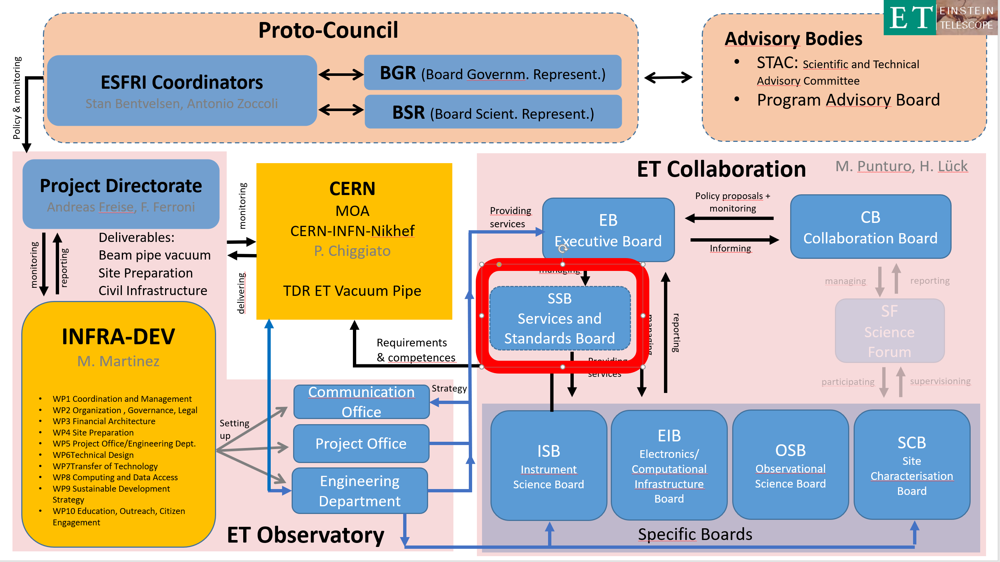 EINSTEIN
ET TELESCOPE
Proto-Council
ESFRI Coordinators
Stan Bentvelsen, Antonio Zoccoli
BGR (Board Governm. Represent.)
BSR (Board Scient. Represent.)
Advisory Bodies
• STAC: Scientific and Technical
Advisory Committee
• Program Advisory Board
Policy & monitoring
Project Directorate
Andreas Freise, F. Ferroni
monitoring
reporting
Deliverables:
Beam pipe vacuum
Site Preparation
Civil Infrastructure
monitoring
delivering
CERN
MOA
CERN-INFN-Nikhef
P. Chiggiato
TDR ET Vacuum Pipe
INFRA-DEV
M. Martinez
• WP1 Coordination and Management
• WP2 Organization , Governance, Legal
• WP3 Financial Architecture
• WP4 Site Preparation
• WP5 Project Office/Engineering Dept.
• WP6Technical Design
• WP7Transfer of Technology
• WP8 Computing and Data Access
• WP9 Sustainable Development
Strategy
• WP10 Education, Outreach, Citizen
Engagement
Setting
up
Requirements
& competences
Communication
Office
Strategy
Project Office
Engineering
Department
ET Observatory
ET Collaboration
M. Punturo, H. Lück
Providing
services
EB
Executive Board
Policy proposals +
monitoring
Informing
CB
Collaboration Board
managing
SSB
Services and
Standards Board
Providing
services
managing
reporting
managing
reporting
SF
Science
Forum
participating
supervisioning
ISB
Instrument
Science Board
EIB
Electronics/
Computational
Infrastructure
Board
OSB
Observational
Science Board
SCB
Site
Characterisation
Board
Specific Boards